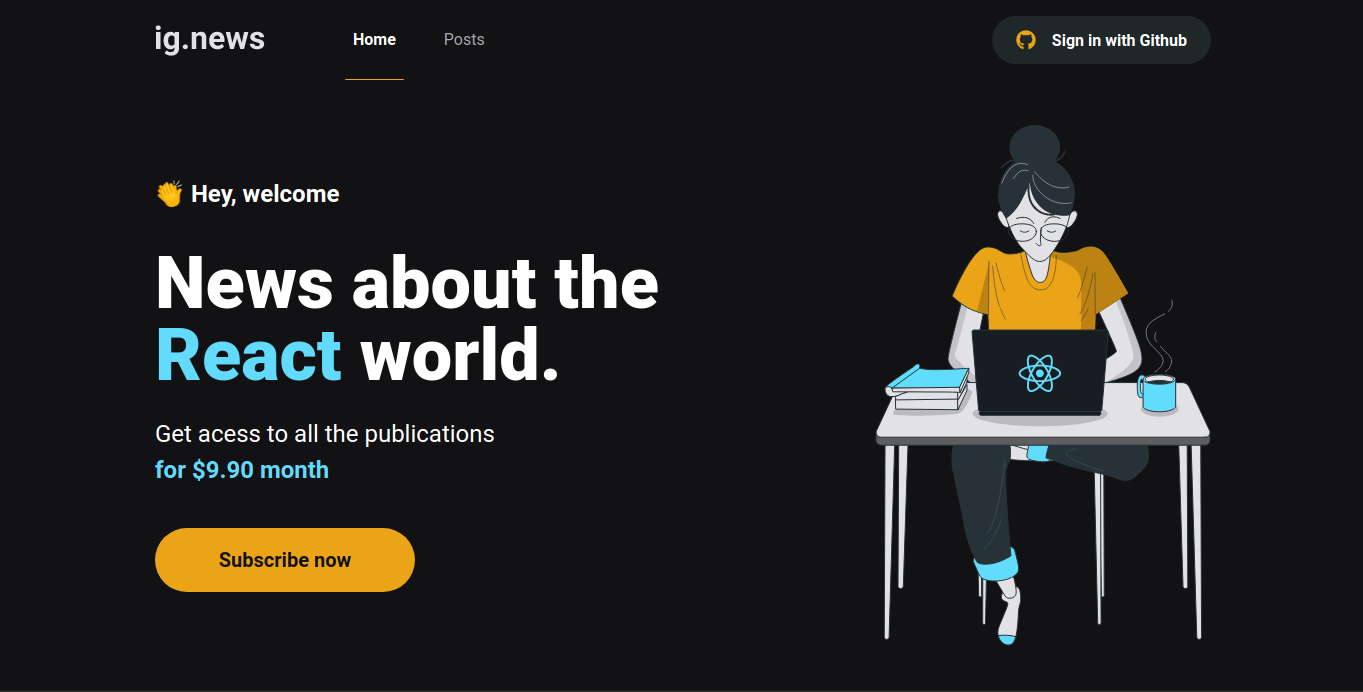 ig.news
Home
Posts
Sign in with Github
👏 Hey, welcome
News about the
React world.
Get acess to all the publications
for $9.90 month
Subscribe now